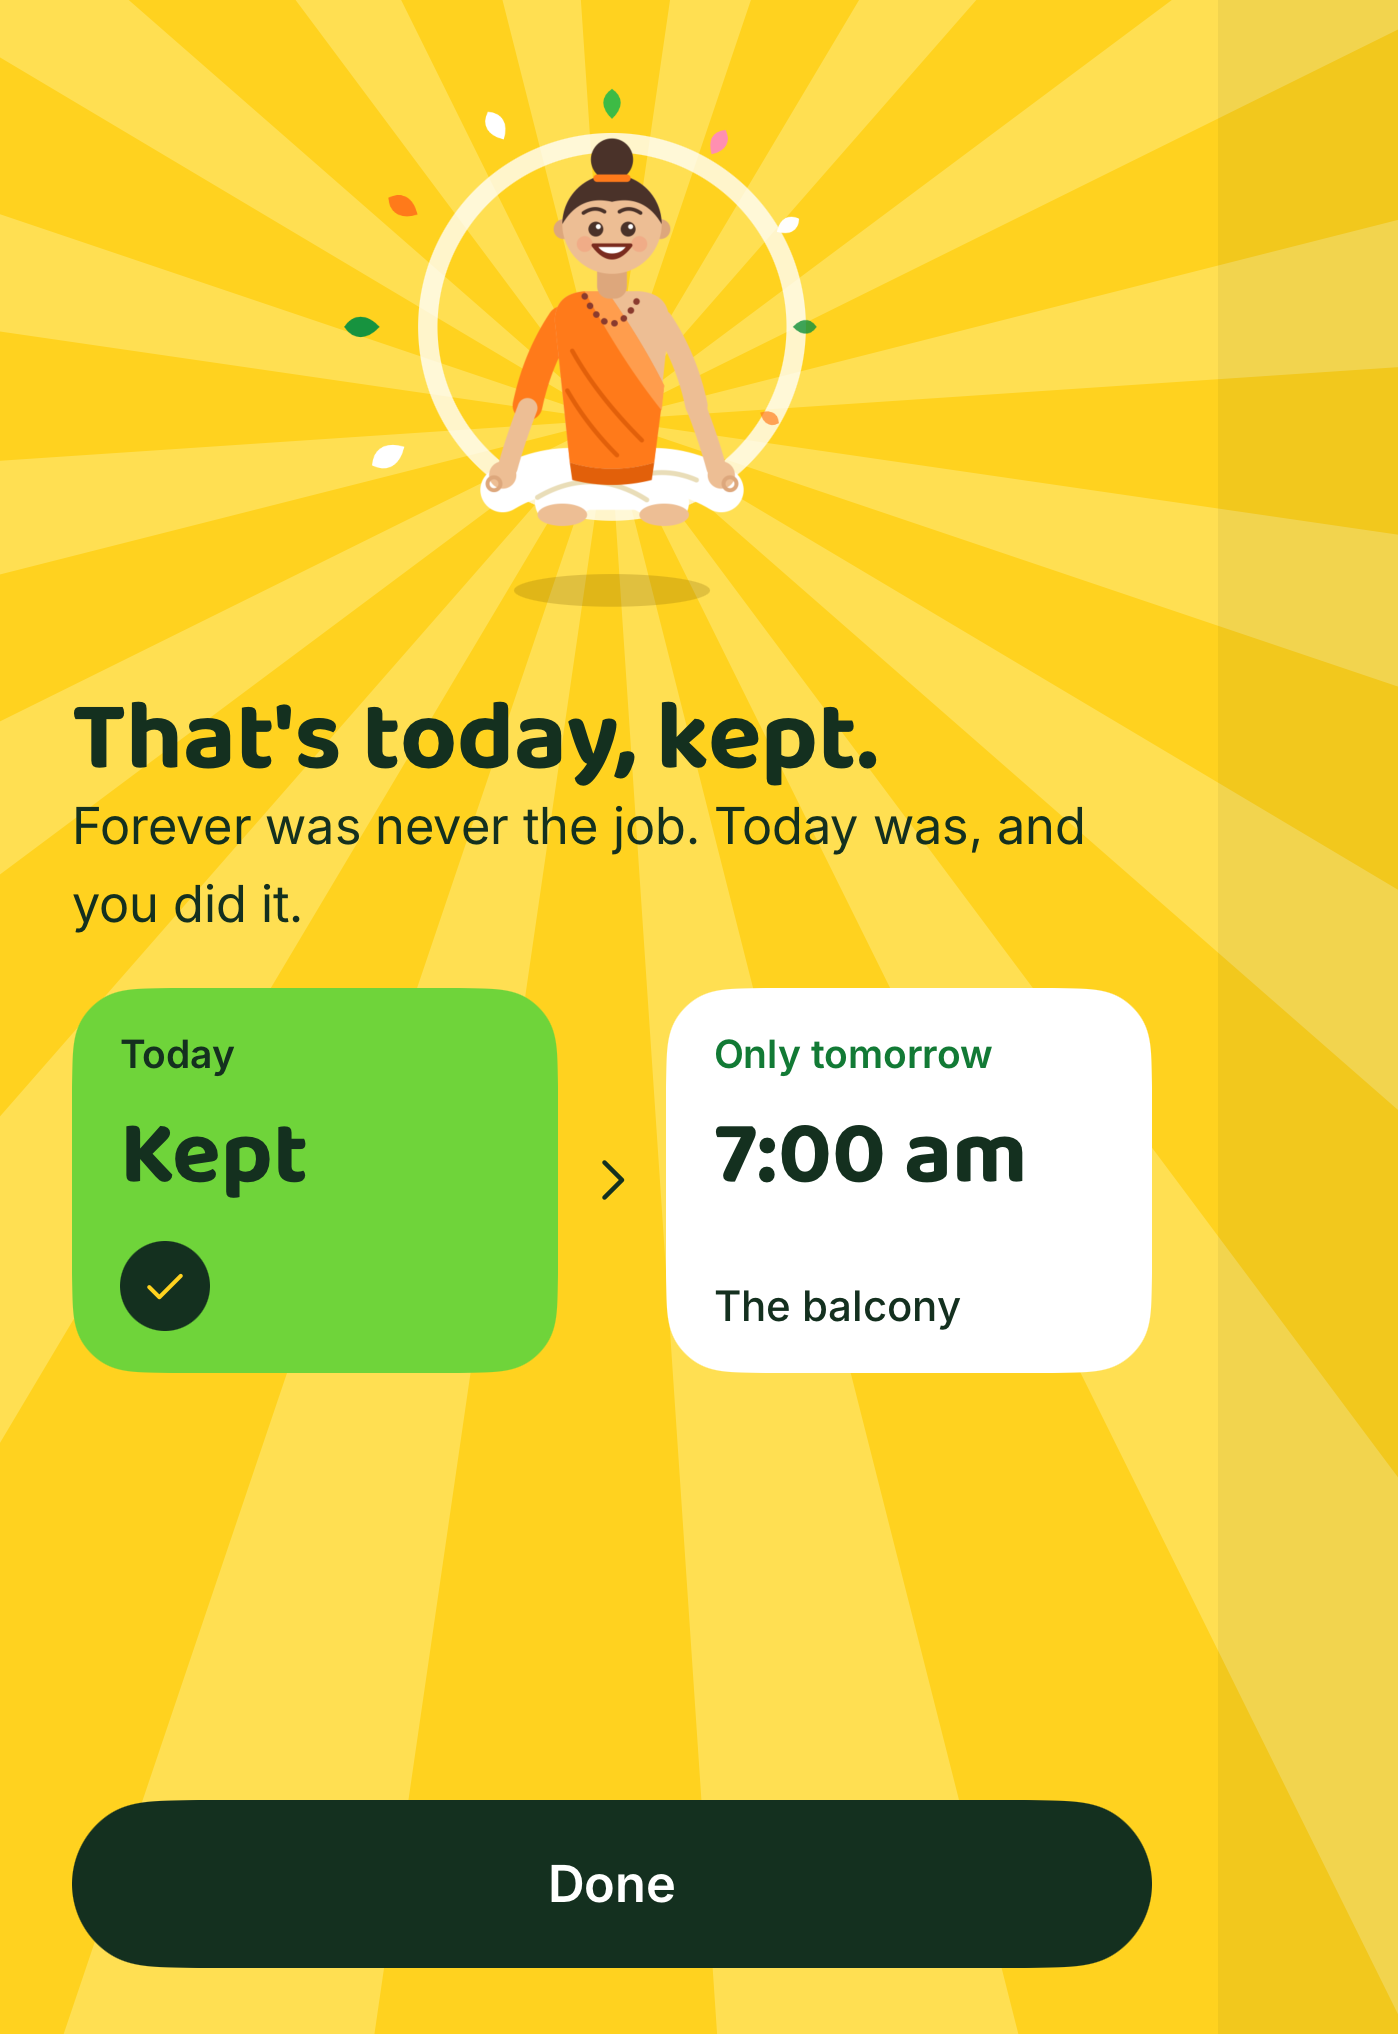 That's today, kept.
Forever was never the job. Today was, and
you did it.
Today
Kept
Only tomorrow
7:00 am
The balcony
Done